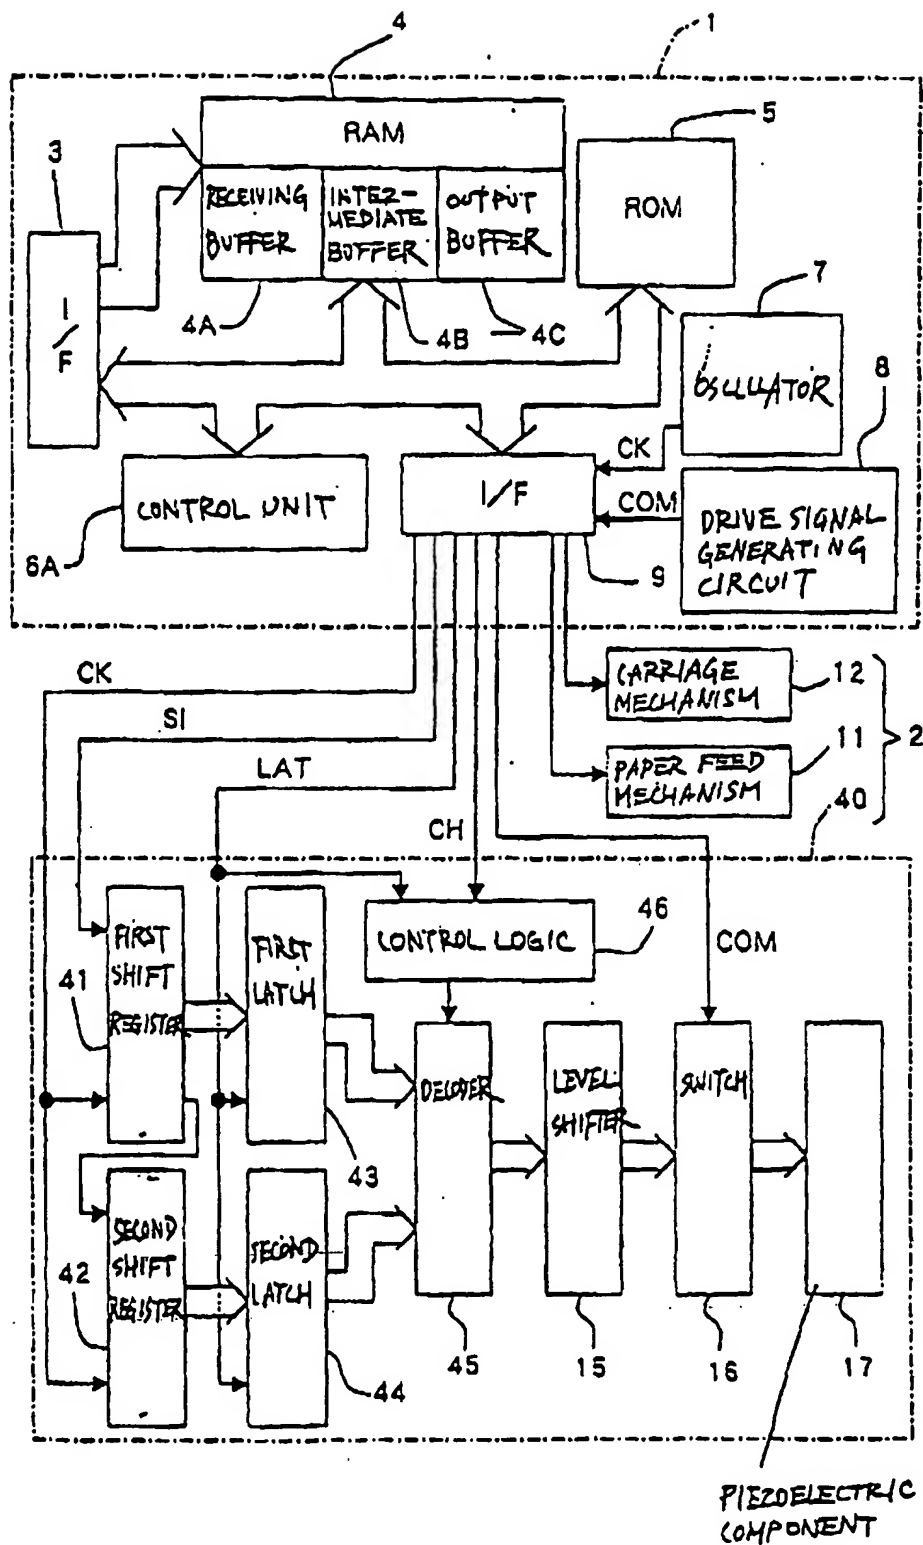 4
1
RAM
5
3
RECEIVING
BUFFER
INTER-
MEDIATE
BUFFER
OUTPUT
BUFFER
ROM
I/F
4A
4B
4C
7
OSCILLATOR
8
CK
CONTROL UNIT
I/F
COM
DRIVE SIGNAL
GENERATING
CIRCUIT
6A
9
CK
CARRIAGE
MECHANISM
12
SI
2
LAT
PAPER FEED
MECHANISM
11
CH
40
FIRST
SHIFT
REGISTER
FIRST
LATCH
CONTROL LOGIC
46
COM
41
DECODER
LEVEL
SHIFTER
SWITCH
43
SECOND
SHIFT
REGISTER
SECOND
LATCH
42
44
45
15
16
17
PIEZOELECTRIC
COMPONENT